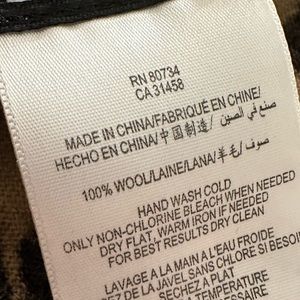 RN 80734
CA 31458
MADE IN CHINA/FABRIQUÉ EN CHINE/
HECHO EN CHINA/中国制造/ صنع في الصين/
100% WOOL/LAINE/LANA/羊毛/ صوف/
HAND WASH COLD
ONLY NON-CHLORINE BLEACH WHEN NEEDED
DRY FLAT, WARM IRON IF NEEDED
FOR BEST RESULTS DRY CLEAN
LAVAGE A LA MAIN A L'EAU FROIDE
DE LA JAVEL SANS CHLORE SI
SECHEZ A PLAT
TEMPERATURE